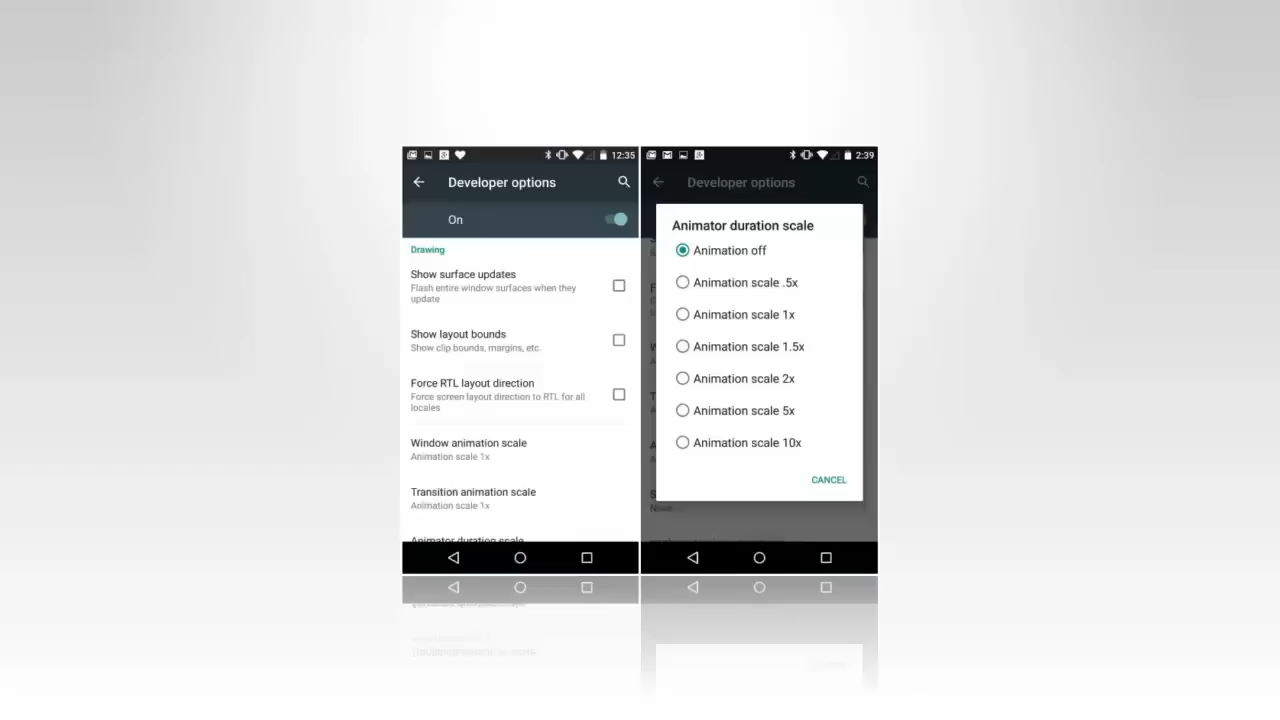 12:35
Developer options
On
Drawing
Show surface updates
Flash entire window surfaces when they
update
Show layout bounds
Show clip bounds, margins, etc.
Force RTL layout direction
Force screen layout direction to RTL for all
locales
Window animation scale
Animation scale 1x
Transition animation scale
Animation scale 1x
Animator duration scale
2:39
Developer options
Animator duration scale
Animation off
Animation scale .5x
Animation scale 1x
Animation scale 1.5x
Animation scale 2x
Animation scale 5x
Animation scale 10x
CANCEL